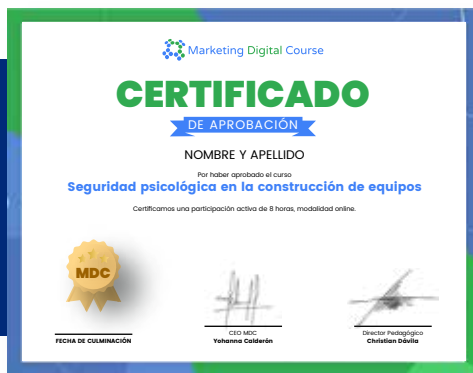 Marketing Digital Course
CERTIFICADO
DE APROBACIÓN
NOMBRE Y APELLIDO
Por haber aprobado el curso
Seguridad psicológica en la construcción de equipos
Certificamos una participación activa de 8 horas, modalidad online.
MDC
FECHA DE CULMINACIÓN
CEO MDC
Yohanna Calderón
Director Pedagógico
Christian Dávila